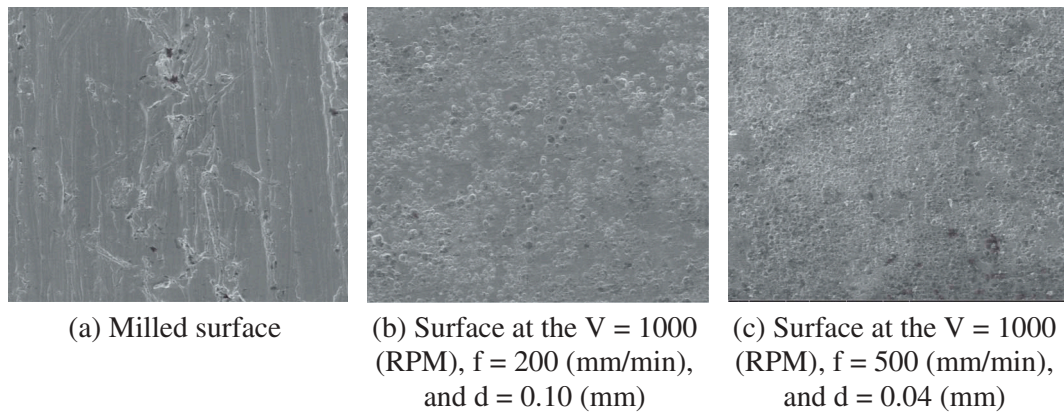 (a) Milled surface
(b) Surface at the V = 1000
(RPM), f = 200 (mm/min),
and d = 0.10 (mm)
(c) Surface at the V = 1000
(RPM), f = 500 (mm/min),
and d = 0.04 (mm)